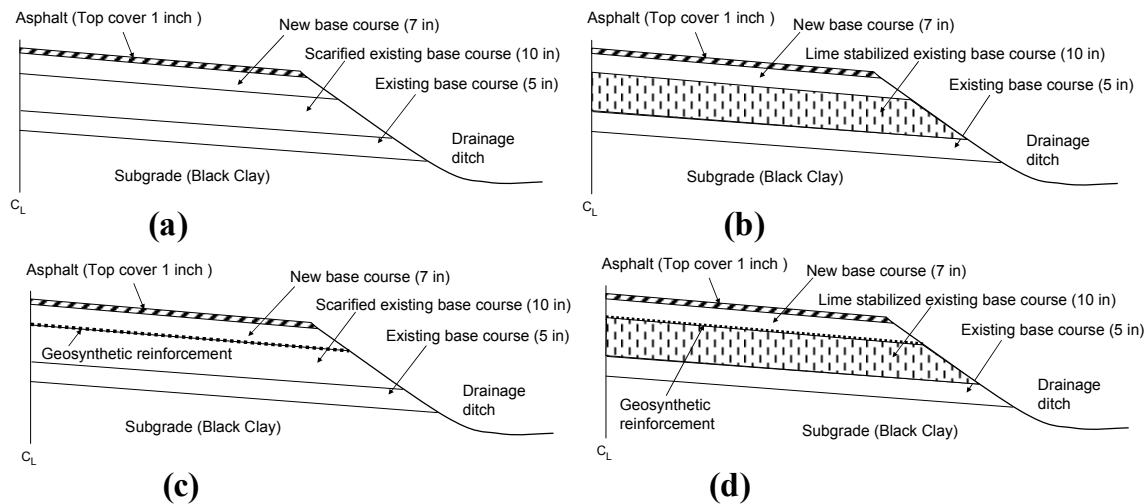 Asphalt (Top cover 1 inch )
New base course (7 in)
Scarified existing base course (10 in)
Existing base course (5 in)
Drainage
ditch
Subgrade (Black Clay)
CL
(a)
Asphalt (Top cover 1 inch )
New base course (7 in)
Lime stabilized existing base course (10 in)
Existing base course (5 in)
Drainage
ditch
Subgrade (Black Clay)
CL
(b)
Asphalt (Top cover 1 inch )
New base course (7 in)
Scarified existing base course (10 in)
Existing base course (5 in)
Geosynthetic reinforcement
Drainage
ditch
Subgrade (Black Clay)
CL
(c)
Asphalt (Top cover 1 inch )
New base course (7 in)
Lime stabilized existing base course (10 in)
Existing base course (5 in)
Geosynthetic
reinforcement
Drainage
ditch
Subgrade (Black Clay)
CL
(d)